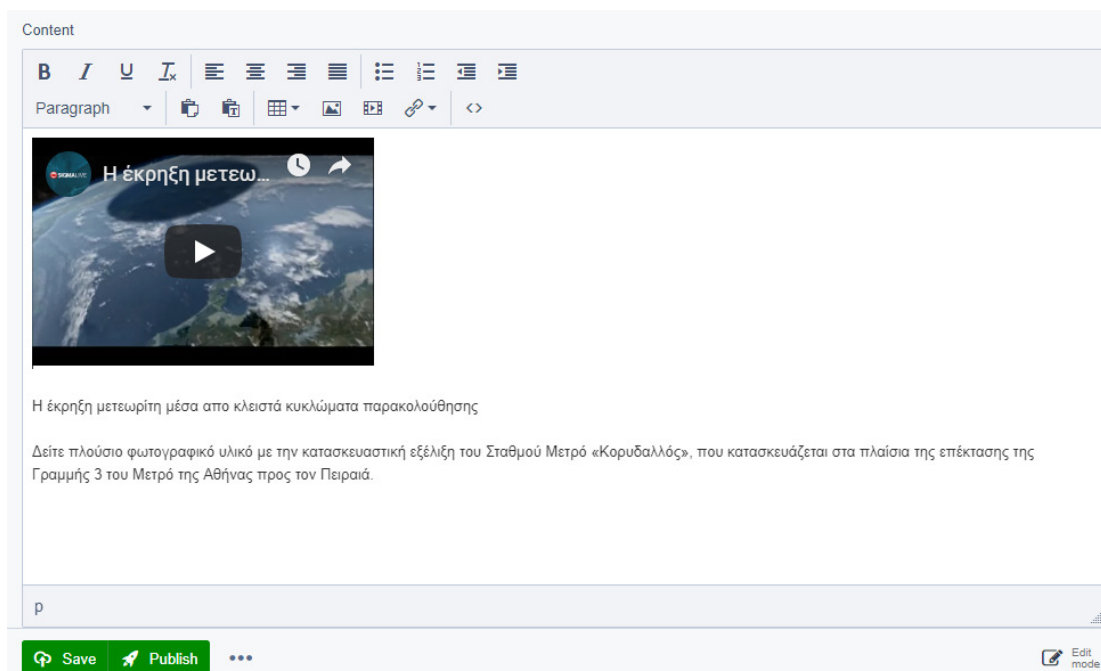 Content
B I U Tx
Paragraph
SIGMALIVE Η έκρηξη μετεω...
Η έκρηξη μετεωρίτη μέσα απο κλειστά κυκλώματα παρακολούθησης
Δείτε πλούσιο φωτογραφικό υλικό με την κατασκευαστική εξέλιξη του Σταθμού Μετρό «Κορυδαλλός», που κατασκευάζεται στα πλαίσια της επέκτασης της
Γραμμής 3 του Μετρό της Αθήνας προς τον Πειραιά.
p
Save Publish
Edit
mode